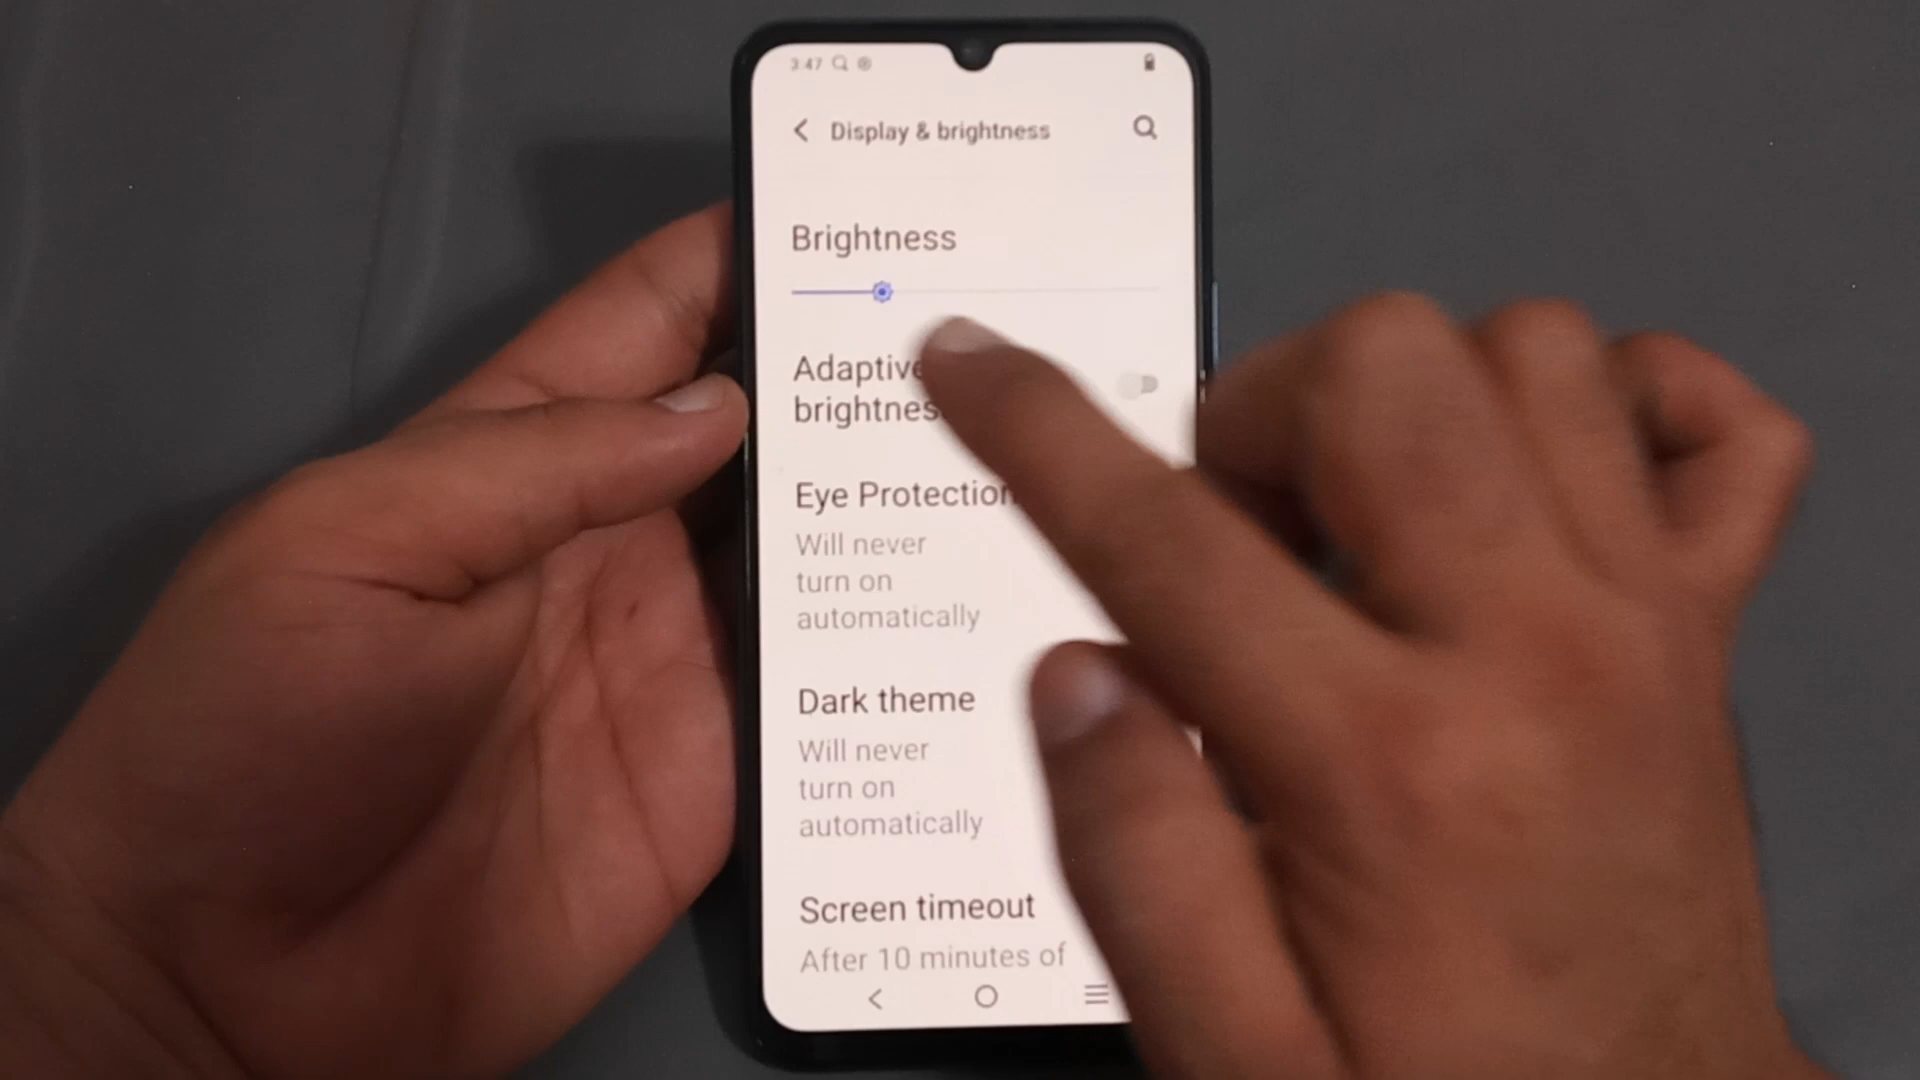 3:47
Display & brightness
Brightness
Adaptive
brightnes
Eye Protection
Will never
turn on
automatically
Dark theme
Will never
turn on
automatically
Screen timeout
After 10 minutes of